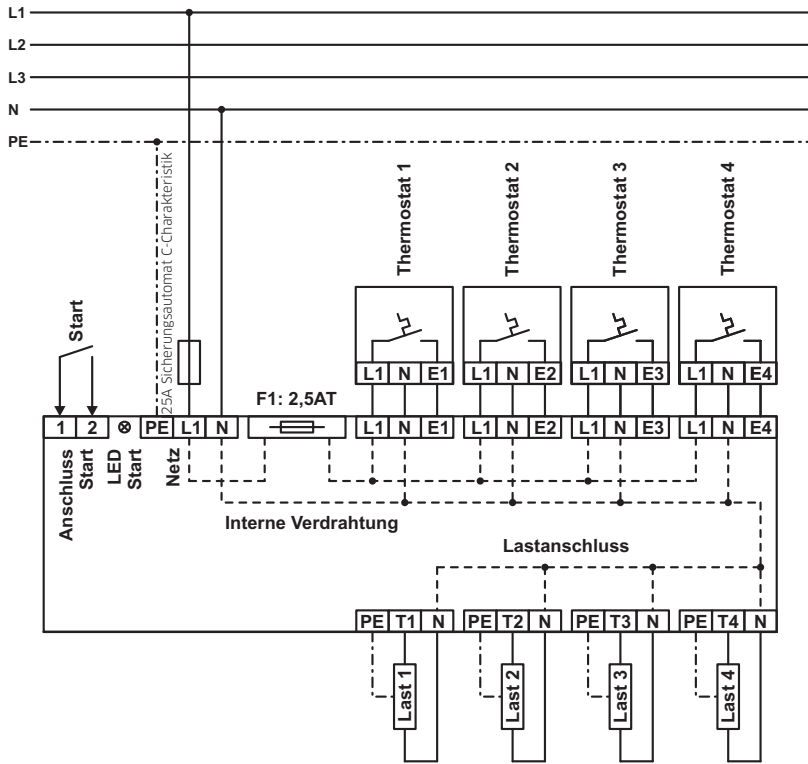 L1
L2
L3
N
PE
25A Sicherungsautomat C-Charakteristik
Thermostat 1
Thermostat 2
Thermostat 3
Thermostat 4
Start
L1 N E1
L1 N E2
L1 N E3
L1 N E4
F1: 2,5AT
1 2
PE L1 N
L1 N E1
L1 N E2
L1 N E3
L1 N E4
Anschluss
Start
LED
Start
Netz
Interne Verdrahtung
Lastanschluss
PE T1 N
PE T2 N
PE T3 N
PE T4 N
Last 1
Last 2
Last 3
Last 4